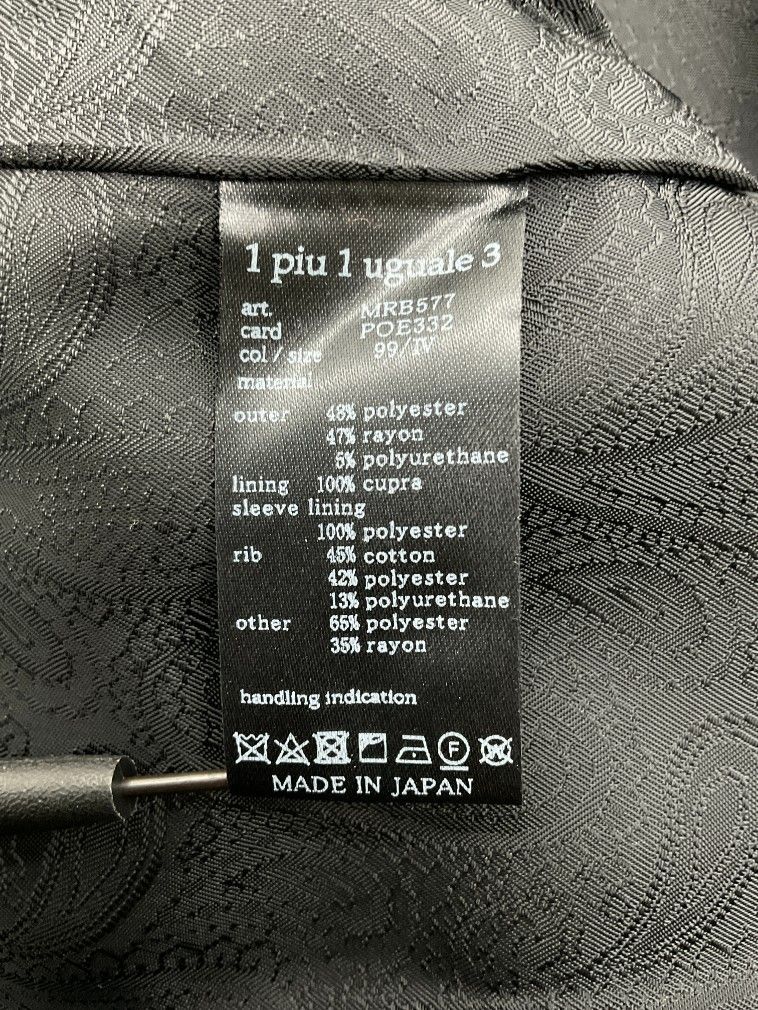 1 piu 1 uguale 3
art. MRB577
card POE332
col / size 99/IV
material
outer 48% polyester
47% rayon
5% polyurethane
lining 100% cupra
sleeve lining
100% polyester
rib 45% cotton
42% polyester
13% polyurethane
other 65% polyester
35% rayon
handling indication
F W
MADE IN JAPAN